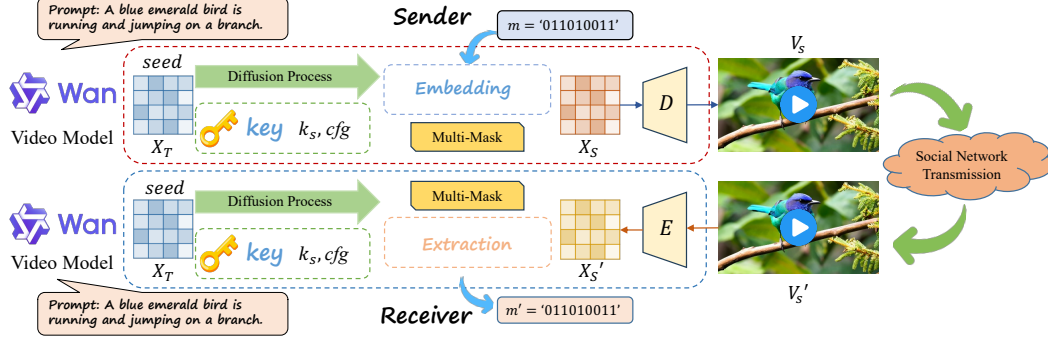 Prompt: A blue emerald bird is
running and jumping on a branch.
Sender
m = '011010011'
V_s
seed
Diffusion Process
Embedding
Wan
key k_s, cfg
D
Multi-Mask
Video Model
X_T
X_S
Social Network
Transmission
seed
Diffusion Process
Multi-Mask
Wan
key k_s, cfg
Extraction
E
Video Model
X_T
X_S'
V_s'
Prompt: A blue emerald bird is
running and jumping on a branch.
Receiver
m' = '011010011'